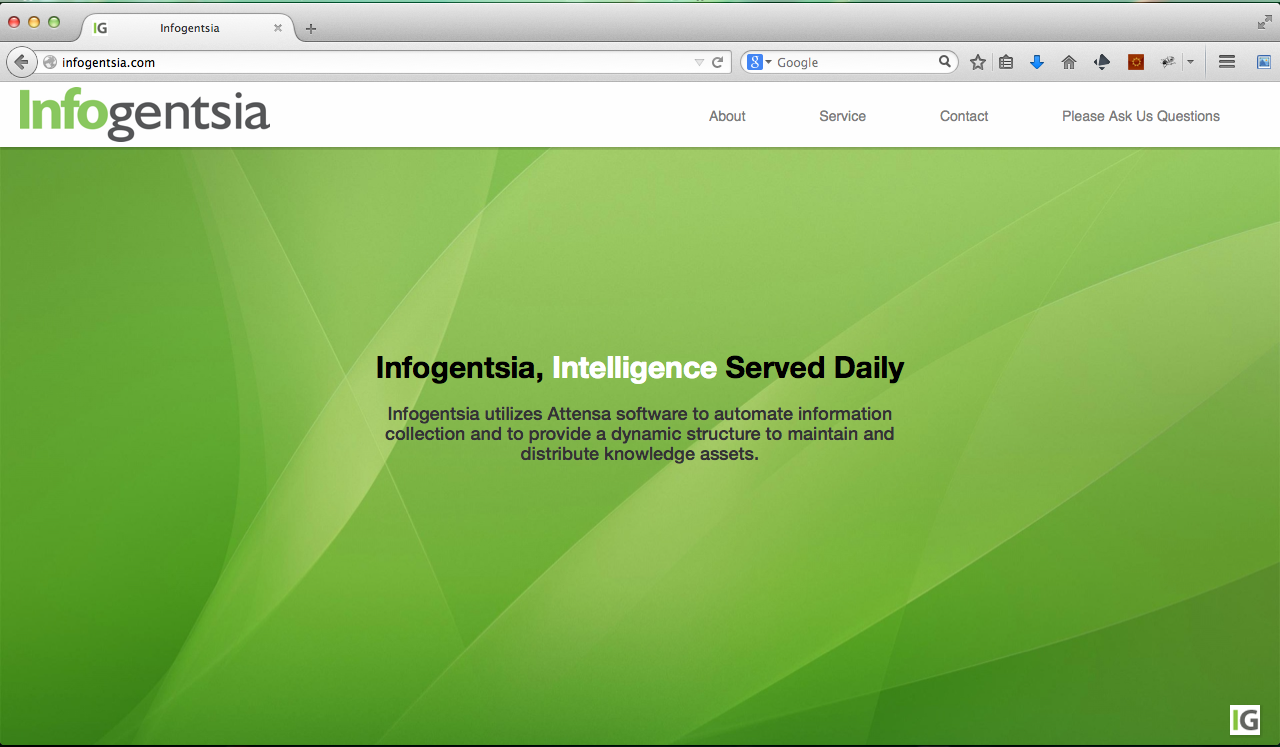 IG Infogentsia
infogentsia.com
8 Google
Infogentsia
About Service Contact Please Ask Us Questions
Infogentsia, Intelligence Served Daily
Infogentsia utilizes Attensa software to automate information
collection and to provide a dynamic structure to maintain and
distribute knowledge assets.
IG